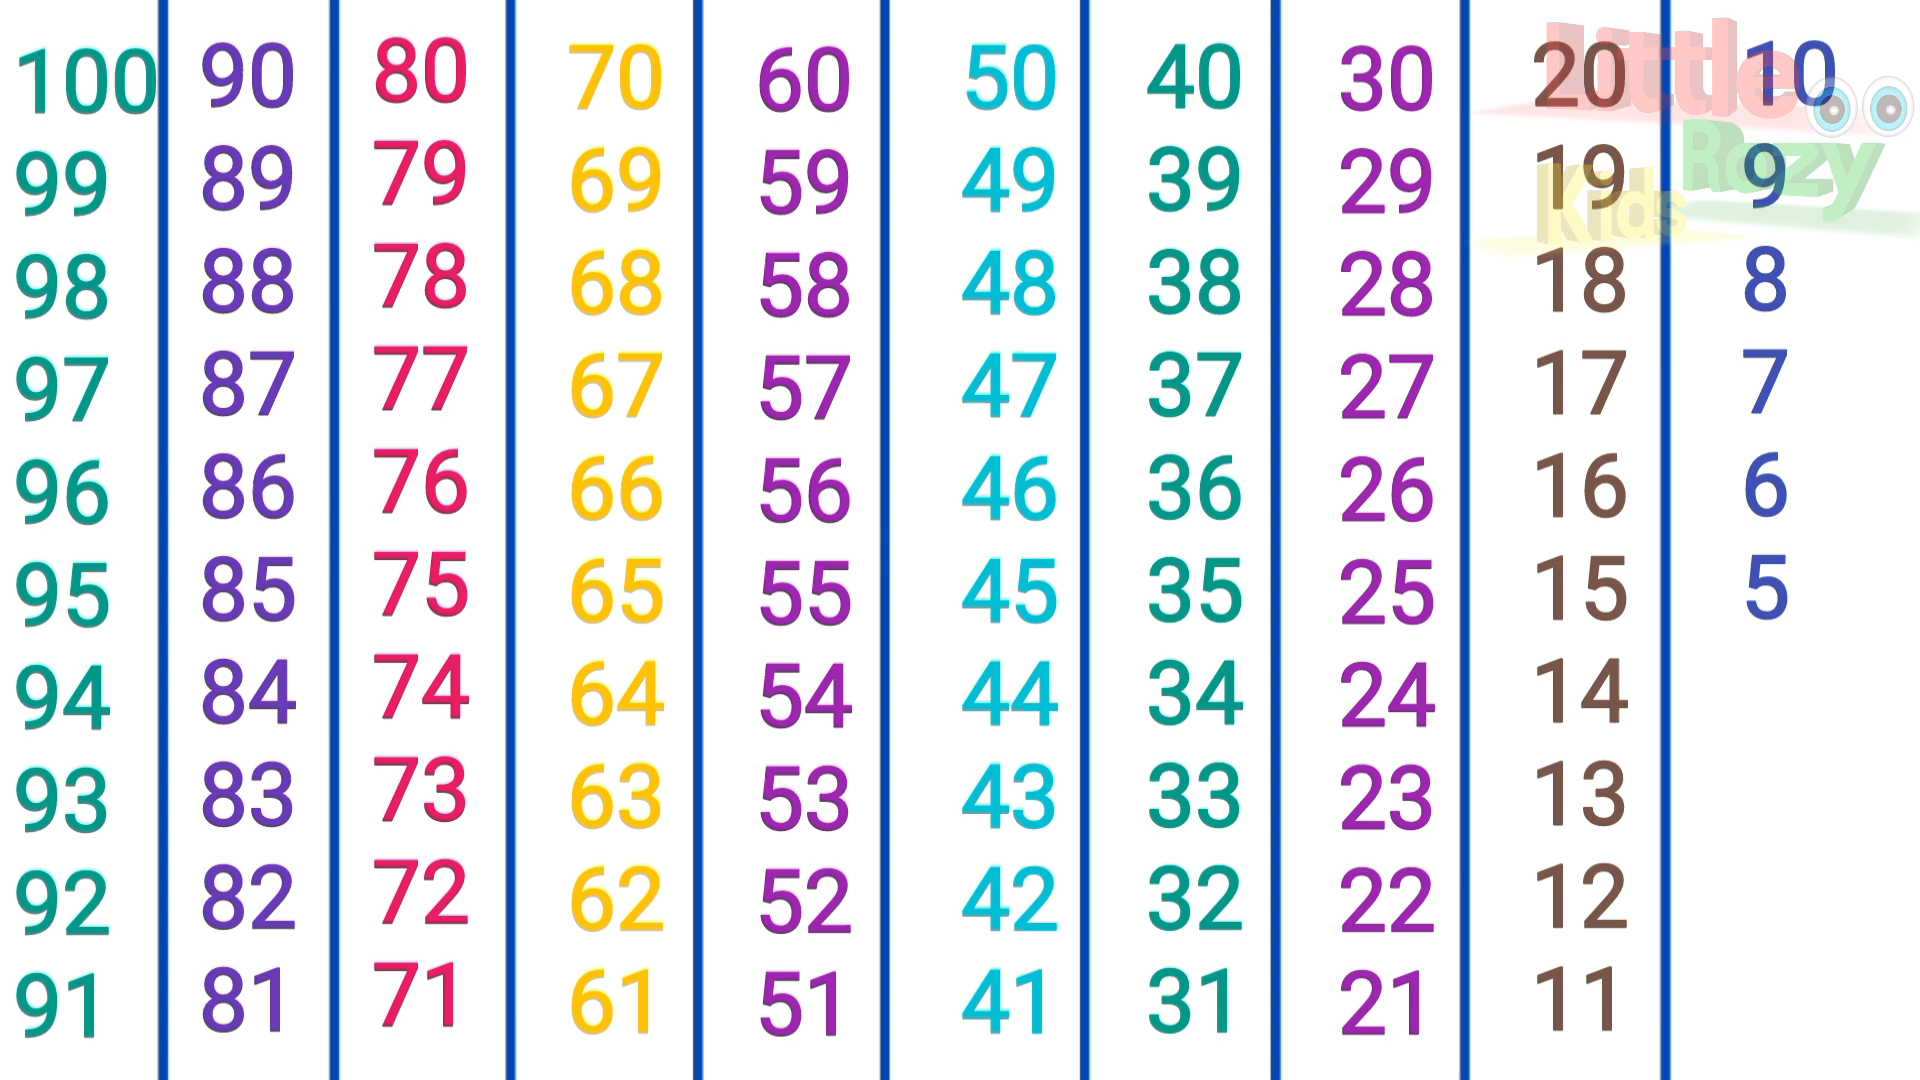 100 90 80 70 60 50 40 30 20 10
99 89 79 69 59 49 39 29 19 9
98 88 78 68 58 48 38 28 18 8
97 87 77 67 57 47 37 27 17 7
96 86 76 66 56 46 36 26 16 6
95 85 75 65 55 45 35 25 15 5
94 84 74 64 54 44 34 24 14
93 83 73 63 53 43 33 23 13
92 82 72 62 52 42 32 22 12
91 81 71 61 51 41 31 21 11
Little
Rozy
Kids